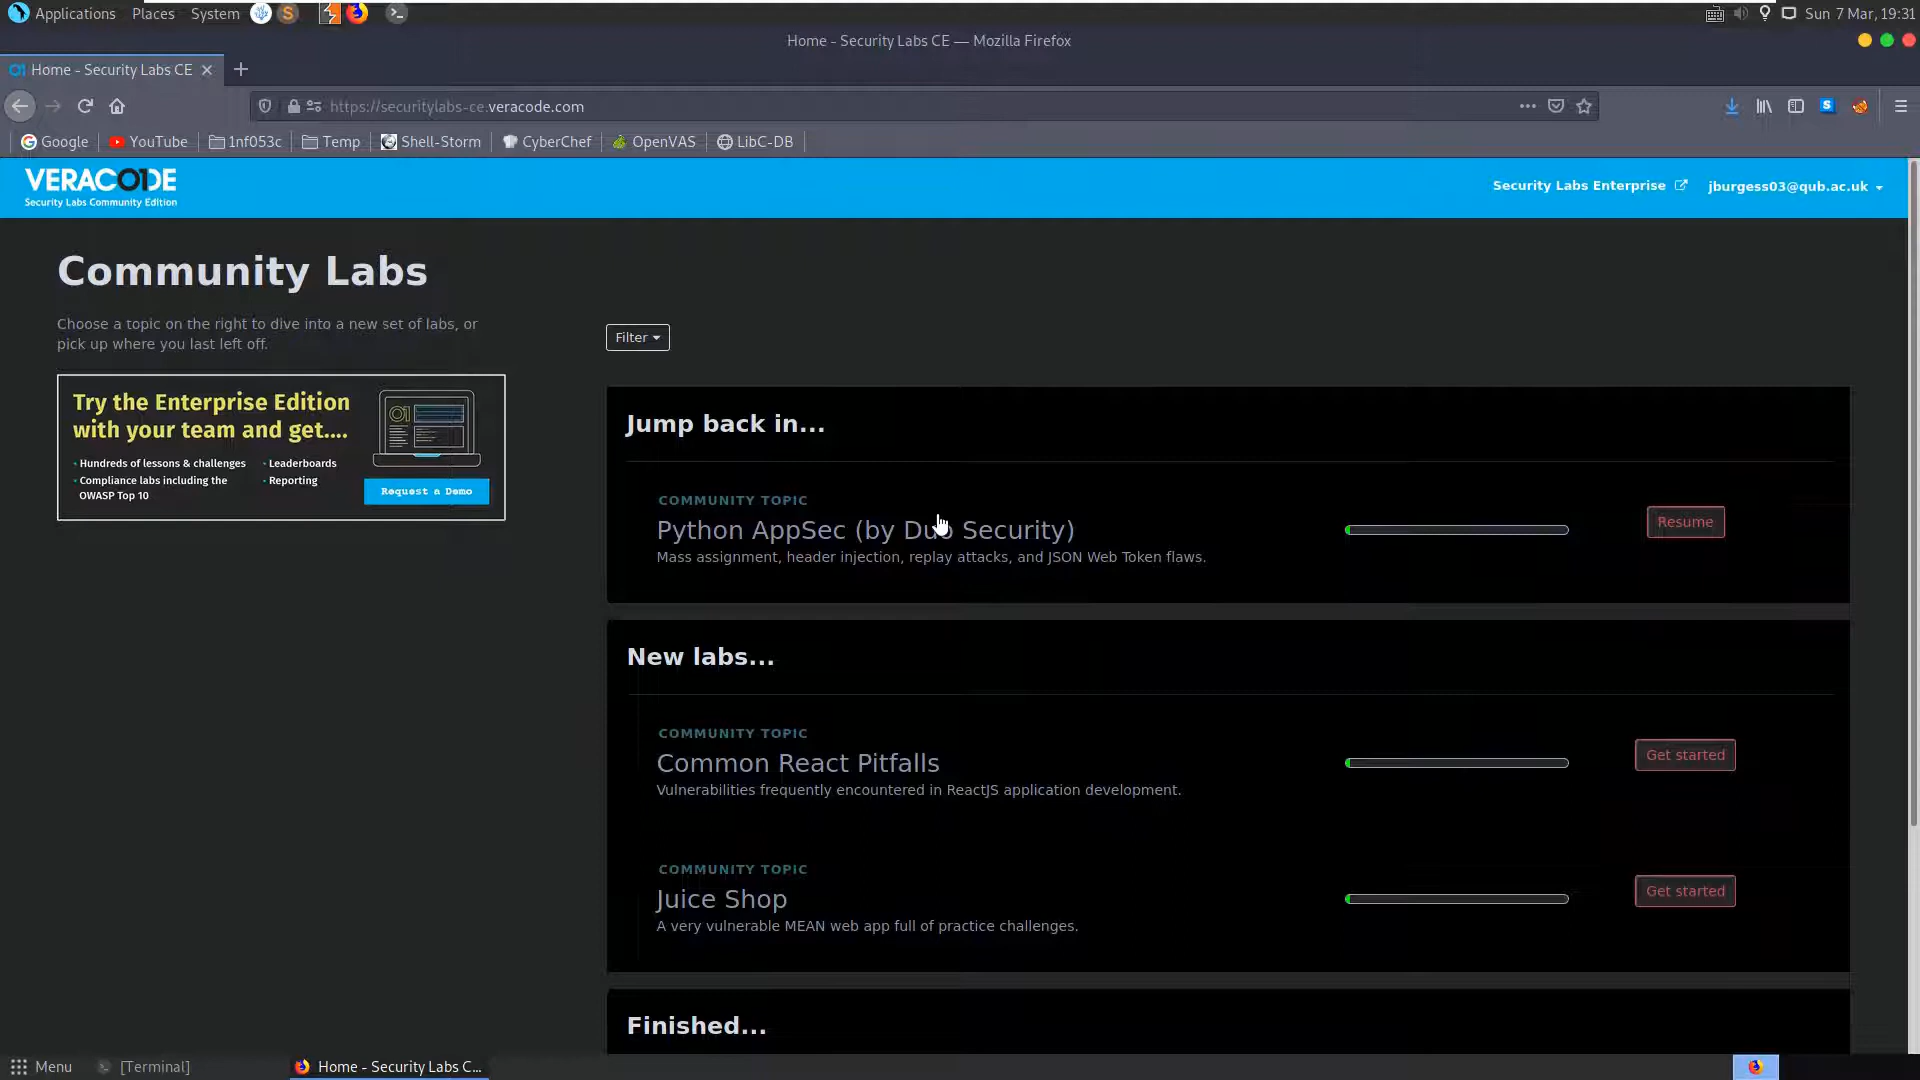 Applications Places System
Sun 7 Mar, 19:31
Home - Security Labs CE — Mozilla Firefox
Home - Security Labs CE
https://securitylabs-ce.veracode.com
Google YouTube 1nf053c Temp Shell-Storm CyberChef OpenVAS LibC-DB
VERACODE
Security Labs Community Edition
Security Labs Enterprise
jburgess03@qub.ac.uk
Community Labs
Choose a topic on the right to dive into a new set of labs, or
pick up where you last left off.
Filter
Try the Enterprise Edition
with your team and get....
· Hundreds of lessons & challenges
· Compliance labs including the
OWASP Top 10
· Leaderboards
· Reporting
Request a Demo
Jump back in...
COMMUNITY TOPIC
Python AppSec (by Duo Security)
Mass assignment, header injection, replay attacks, and JSON Web Token flaws.
Resume
New labs...
COMMUNITY TOPIC
Common React Pitfalls
Vulnerabilities frequently encountered in ReactJS application development.
Get started
COMMUNITY TOPIC
Juice Shop
A very vulnerable MEAN web app full of practice challenges.
Get started
Finished...
Menu
[Terminal]
Home - Security Labs C...